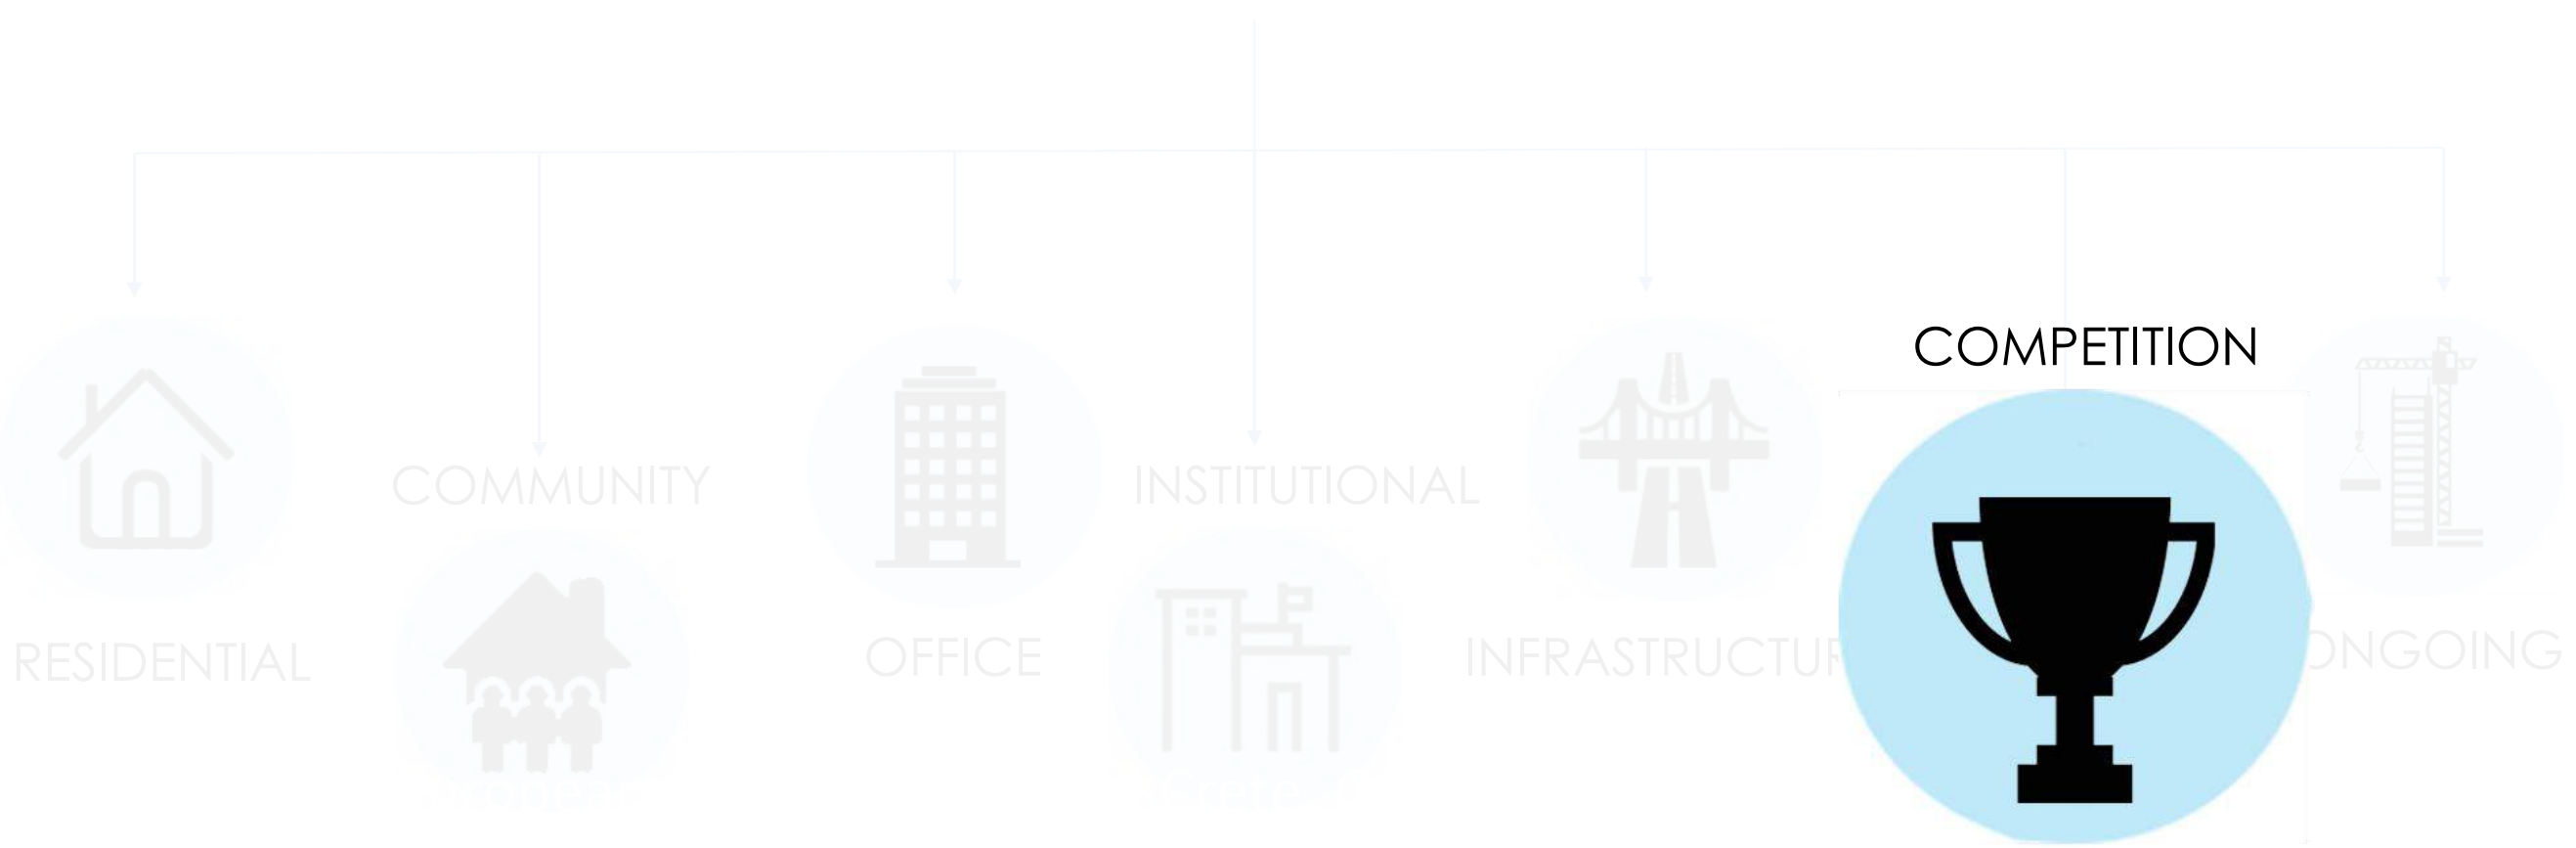 COMPETITION
COMMUNITY
INSTITUTIONAL
RESIDENTIAL
OFFICE
INFRASTRUCTUR
ONGOING